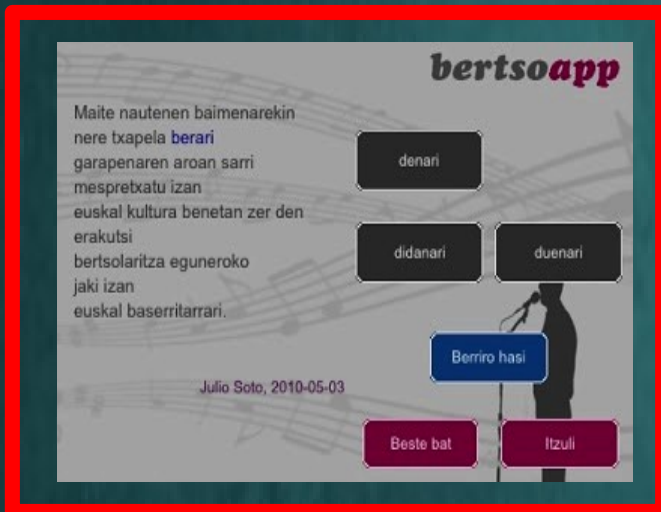 bertsoapp
Maite nautenen baimenarekin
nere txapela berari
garapenaren aroan sarri
mespretxatu izan
euskal kultura benetan zer den
erakutsi
bertsolaritza eguneroko
jaki izan
euskal baserritarrari.
Julio Soto, 2010-05-03
denari
didanari
duenari
Berriro hasi
Beste bat
Itzuli